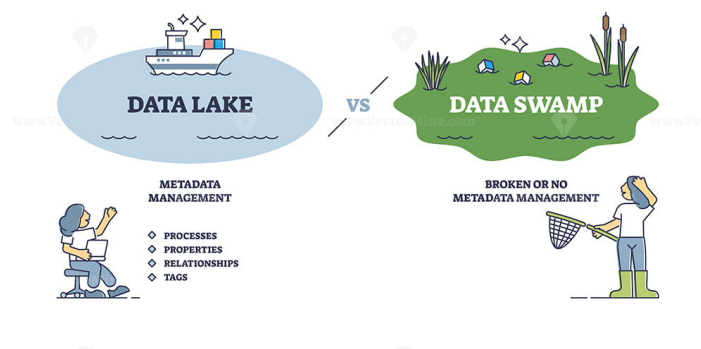 DATA LAKE
VS
DATA SWAMP
METADATA
MANAGEMENT
PROCESSES
PROPERTIES
RELATIONSHIPS
TAGS
BROKEN OR NO
METADATA MANAGEMENT